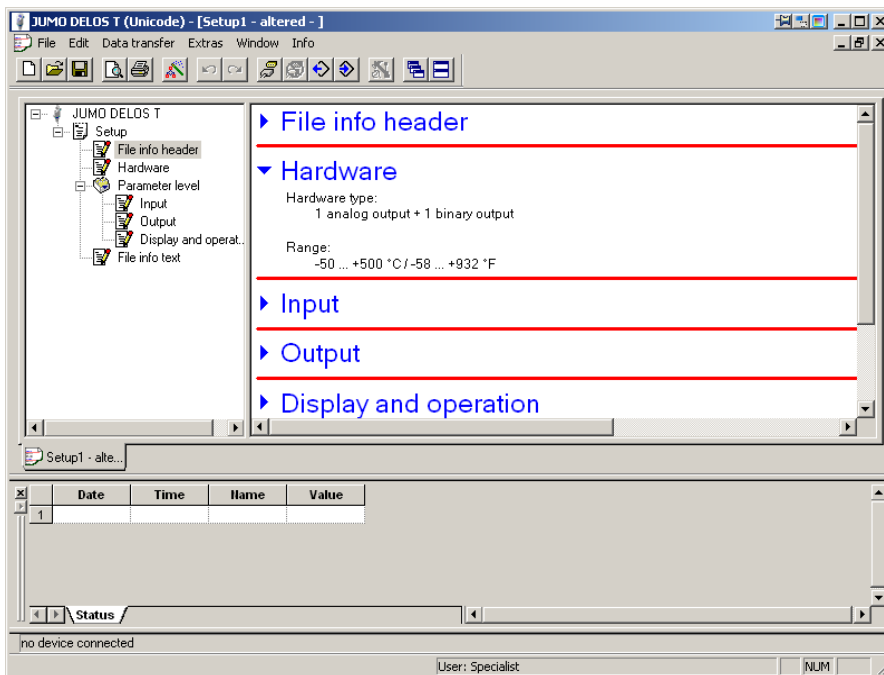 JUMO DELOS T (Unicode) - [Setup1 - altered - ]
File Edit Data transfer Extras Window Info
JUMO DELOS T
Setup
File info header
Hardware
Parameter level
Input
Output
Display and operat..
File info text
File info header
Hardware
Hardware type:
1 analog output + 1 binary output
Range:
-50 ... +500 °C / -58 ... +932 °F
Input
Output
Display and operation
Setup1 - alte...
Date Time Name Value
1
Status
no device connected
User: Specialist
NUM